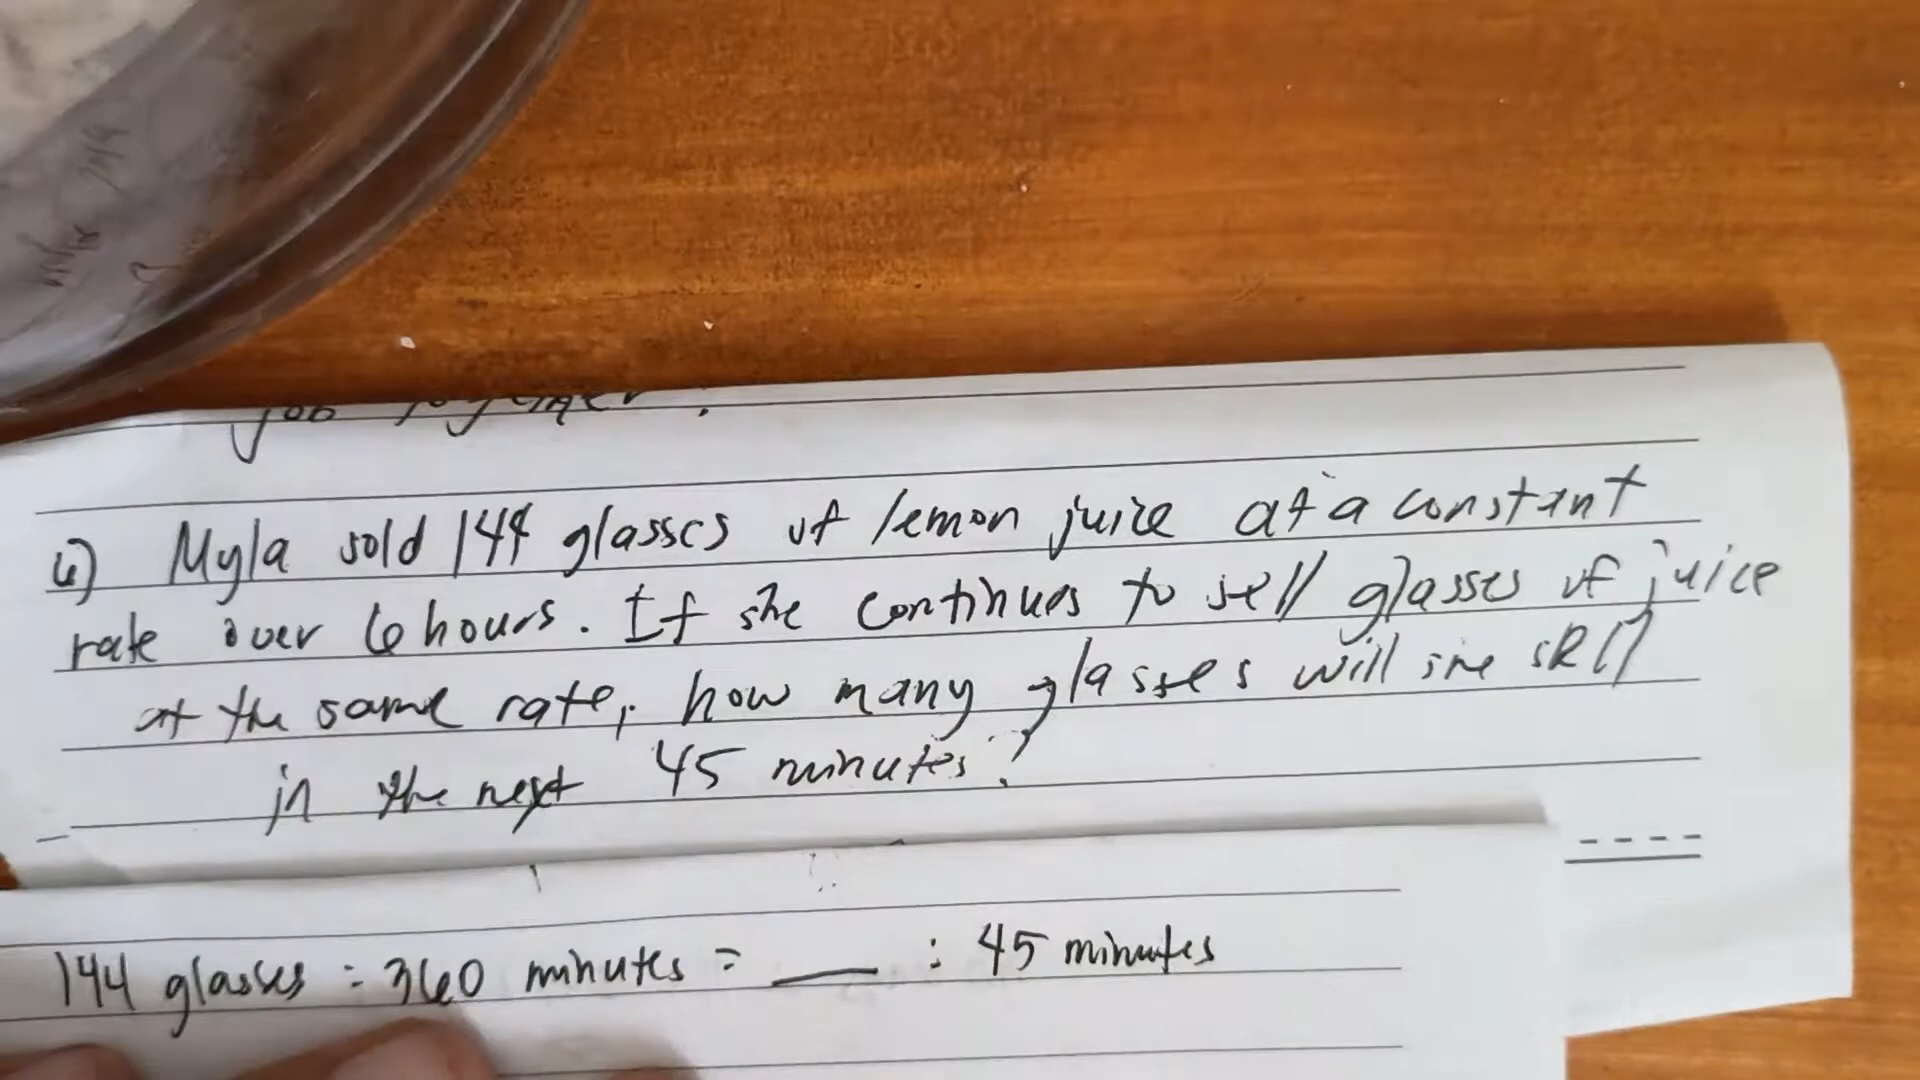 6) Myla sold 144 glasses of lemon juice at a constant
rate over 6 hours. If she continues to sell glasses of juice
at the same rate, how many glasses will she sell
in the next 45 minutes?
144 glasses : 360 minutes = ___ : 45 minutes